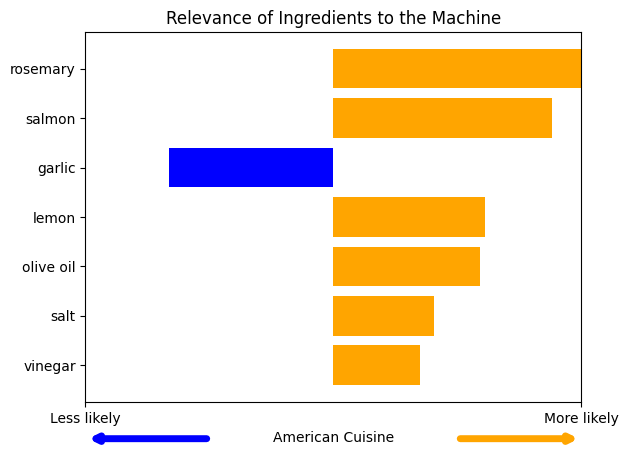 Relevance of Ingredients to the Machine
rosemary
salmon
garlic
lemon
olive oil
salt
vinegar
Less likely
More likely
American Cuisine